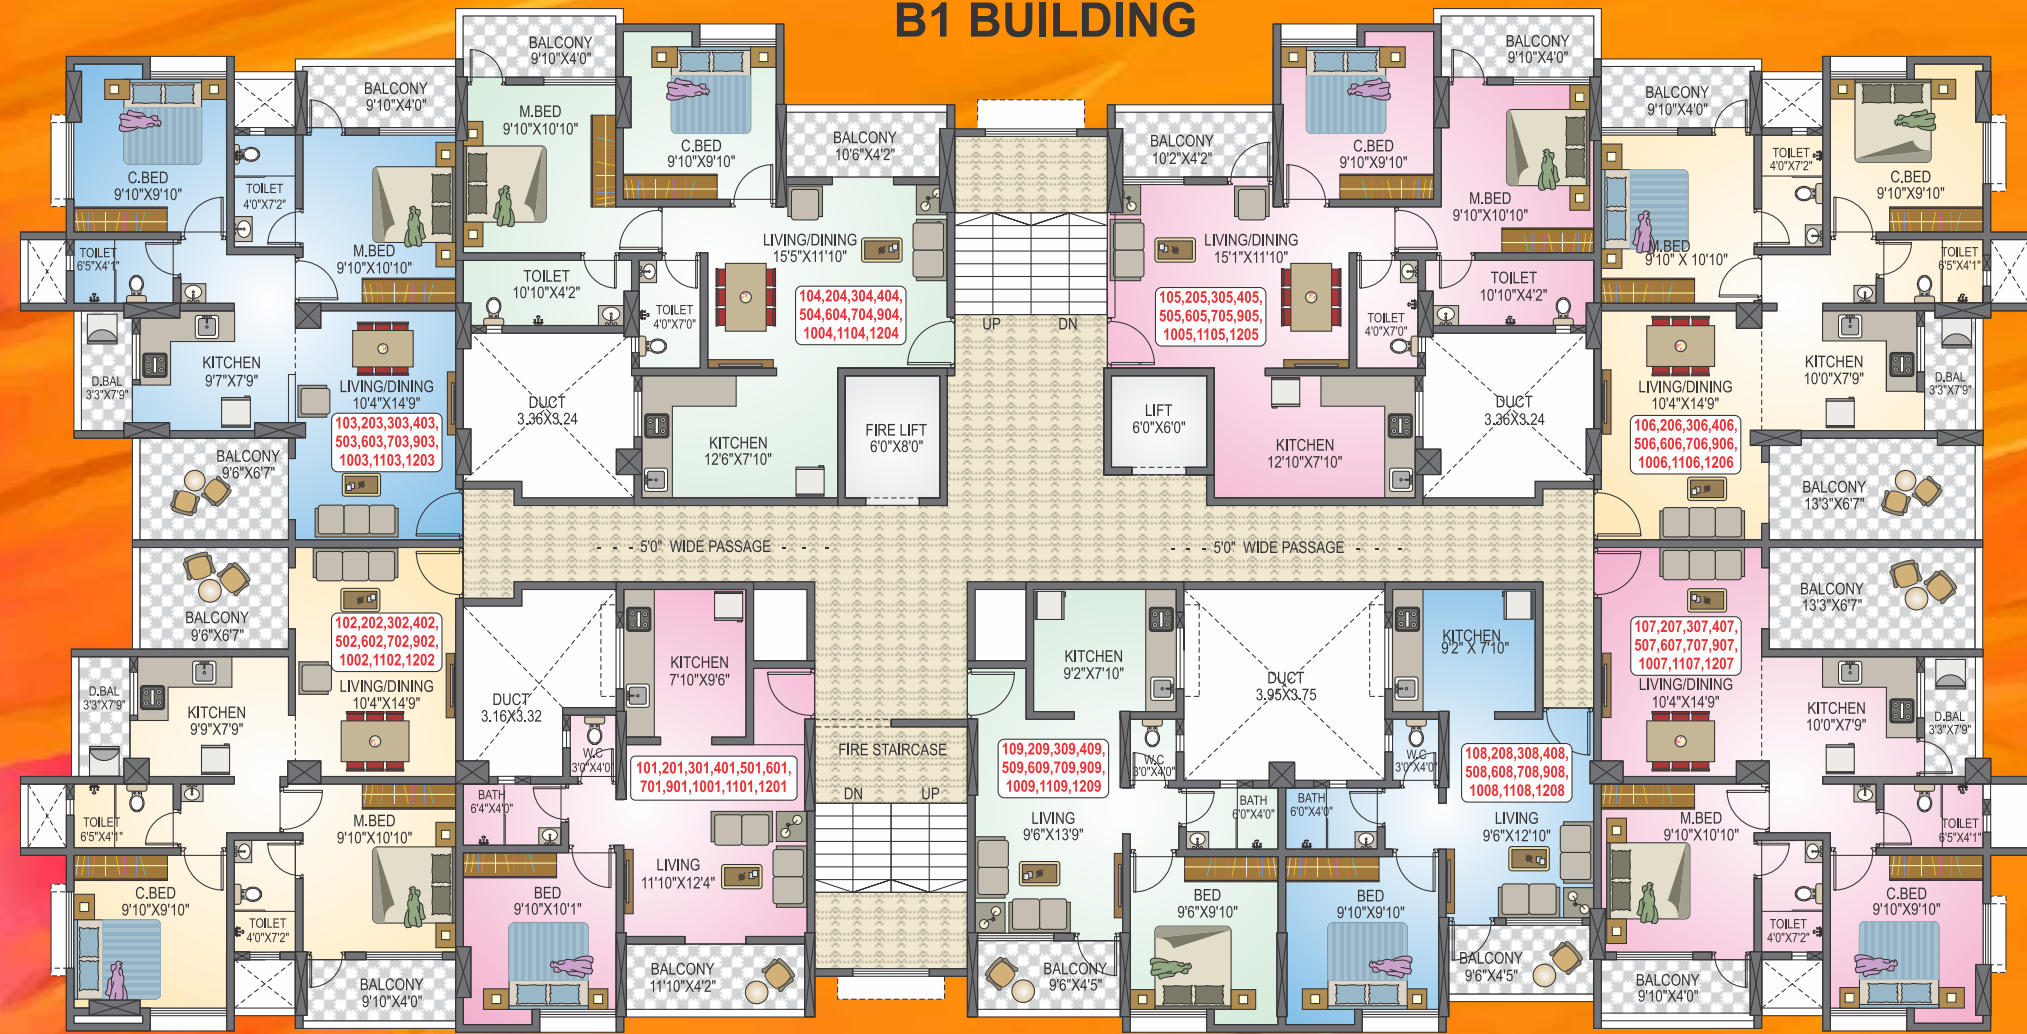 B1 BUILDING
BALCONY
9'10"X4'0"
BALCONY
9'10"X4'0"
C.BED
9'10"X9'10"
TOILET
4'0"X7'2"
M.BED
9'10"X10'10"
TOILET
6'5"X4'1"
D.BAL
3'3"X7'9"
KITCHEN
9'7"X7'9"
LIVING/DINING
10'4"X14'9"
103,203,303,403,
503,603,703,903,
1003,1103,1203
BALCONY
9'6"X6'7"
M.BED
9'10"X10'10"
C.BED
9'10"X9'10"
BALCONY
10'6"X4'2"
LIVING/DINING
15'5"X11'10"
TOILET
10'10"X4'2"
TOILET
4'0"X7'0"
104,204,304,404,
504,604,704,904,
1004,1104,1204
DUCT
3.36X3.24
KITCHEN
12'6"X7'10"
FIRE LIFT
6'0"X8'0"
UP
DN
BALCONY
10'2"X4'2"
C.BED
9'10"X9'10"
BALCONY
9'10"X4'0"
M.BED
9'10"X10'10"
LIVING/DINING
15'1"X11'10"
TOILET
10'10"X4'2"
TOILET
4'0"X7'0"
105,205,305,405,
505,605,705,905,
1005,1105,1205
LIFT
6'0"X6'0"
KITCHEN
12'10"X7'10"
DUCT
3.36X3.24
BALCONY
9'10"X4'0"
TOILET
4'0"X7'2"
C.BED
9'10"X9'10"
M.BED
9'10" X 10'10"
TOILET
6'5"X4'1"
KITCHEN
10'0"X7'9"
D.BAL
3'3"X7'9"
LIVING/DINING
10'4"X14'9"
106,206,306,406,
506,606,706,906,
1006,1106,1206
BALCONY
13'3"X6'7"
5'0" WIDE PASSAGE
5'0" WIDE PASSAGE
BALCONY
9'6"X6'7"
102,202,302,402,
502,602,702,902,
1002,1102,1202
LIVING/DINING
10'4"X14'9"
D.BAL
3'3"X7'9"
KITCHEN
9'9"X7'9"
TOILET
6'5"X4'1"
M.BED
9'10"X10'10"
C.BED
9'10"X9'10"
TOILET
4'0"X7'2"
BALCONY
9'10"X4'0"
DUCT
3.16X3.32
KITCHEN
7'10"X9'6"
W.C
3'0"X4'0"
101,201,301,401,501,601,
701,901,1001,1101,1201
BATH
6'4"X4'0"
LIVING
11'10"X12'4"
BED
9'10"X10'1"
BALCONY
11'10"X4'2"
FIRE STAIRCASE
DN
UP
KITCHEN
9'2"X7'10"
109,209,309,409,
509,609,709,909,
1009,1109,1209
W.C
3'0"X4'0"
LIVING
9'6"X13'9"
BATH
6'0"X4'0"
BED
9'6"X9'10"
BALCONY
9'6"X4'5"
DUCT
3.95X3.75
KITCHEN
9'2" X 7'10"
W.C
3'0"X4'0"
108,208,308,408,
508,608,708,908,
1008,1108,1208
BATH
6'0"X4'0"
LIVING
9'6"X12'10"
BED
9'10"X9'10"
BALCONY
9'6"X4'5"
107,207,307,407,
507,607,707,907,
1007,1107,1207
LIVING/DINING
10'4"X14'9"
BALCONY
13'3"X6'7"
KITCHEN
10'0"X7'9"
D.BAL
3'3"X7'9"
M.BED
9'10"X10'10"
TOILET
6'5"X4'1"
C.BED
9'10"X9'10"
TOILET
4'0"X7'2"
BALCONY
9'10"X4'0"